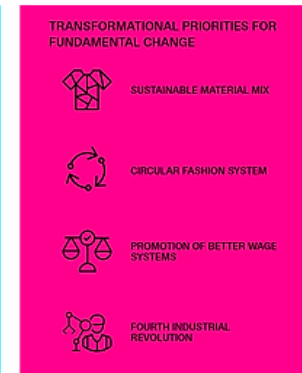 TRANSFORMATIONAL PRIORITIES FOR
FUNDAMENTAL CHANGE
SUSTAINABLE MATERIAL MIX
CIRCULAR FASHION SYSTEM
PROMOTION OF BETTER WAGE
SYSTEMS
FOURTH INDUSTRIAL
REVOLUTION